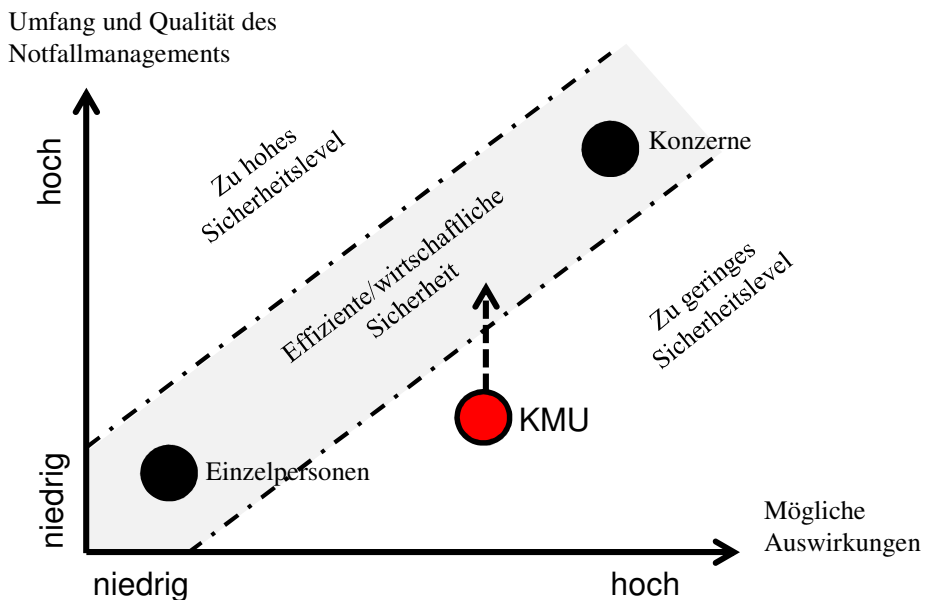 Umfang und Qualität des
Notfallmanagements
hoch
Zu hohes
Sicherheitslevel
Konzerne
Effiziente/wirtschaftliche
Sicherheit
Zu geringes
Sicherheitslevel
KMU
niedrig
Einzelpersonen
Mögliche
Auswirkungen
niedrig
hoch